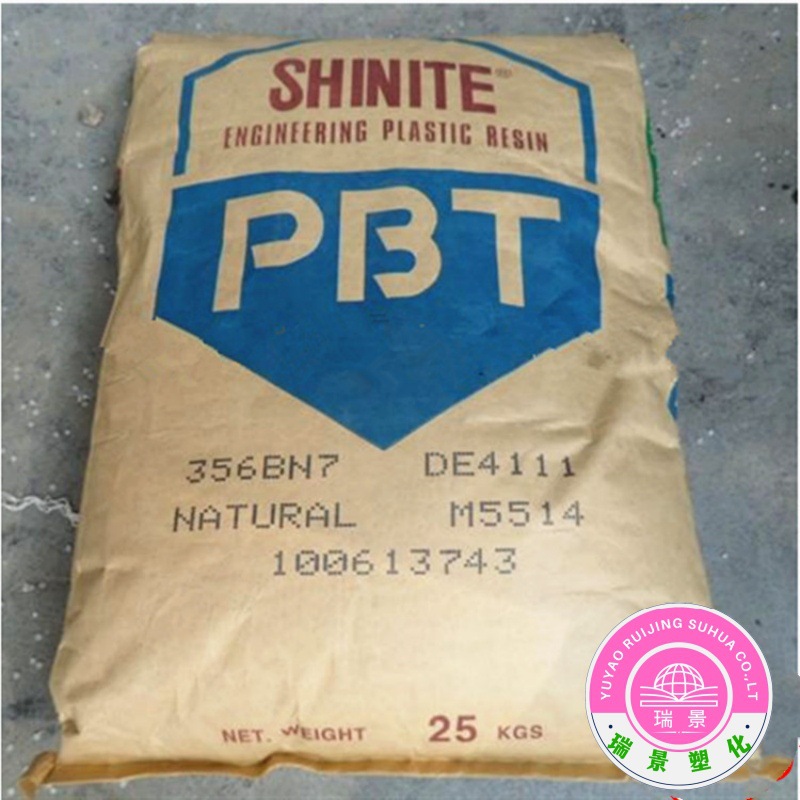 SHINITE®
ENGINEERING PLASTIC RESIN
PBT
356BN7 DE4111
NATURAL M5514
100613743
NET. WEIGHT 25 KGS
YUYAO RUIJING SUHUA CO.,LT
瑞景
瑞景塑化